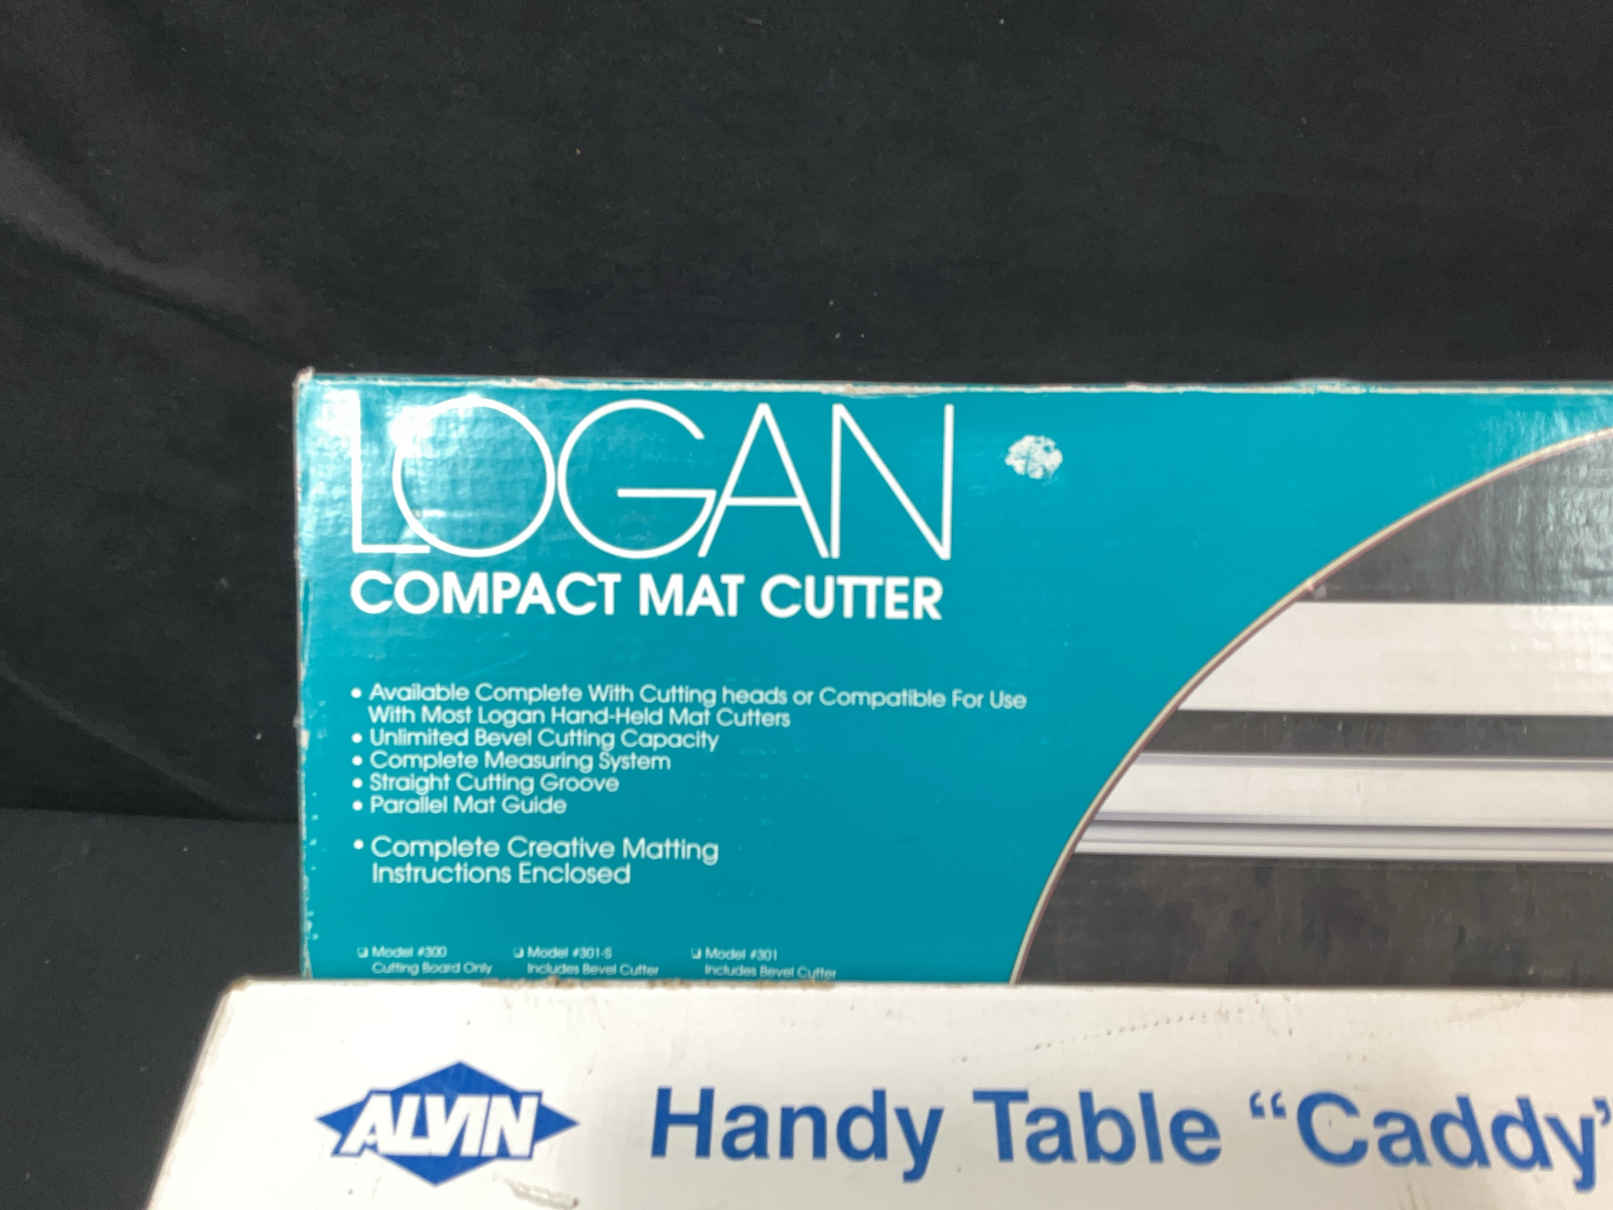 LOGAN
COMPACT MAT CUTTER
• Available Complete With Cutting heads or Compatible For Use
With Most Logan Hand-Held Mat Cutters
• Unlimited Bevel Cutting Capacity
• Complete Measuring System
• Straight Cutting Groove
• Parallel Mat Guide
• Complete Creative Matting
Instructions Enclosed
❑ Model #300 ❑ Model #301-S ❑ Model #301
Cutting Board Only Includes Bevel Cutter Includes Bevel Cutter
ALVIN Handy Table “Caddy”